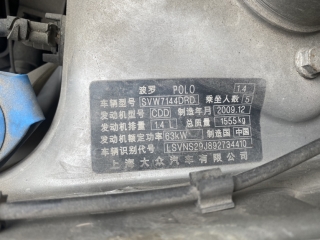 波罗 POLO 1.4
车辆型号 SVW7144DRD 乘坐人数 5
发动机型号 CDD 制造年月 2009.12
发动机排量 1.4 L 总质量 1555kg
发动机额定功率 63kW 制造国 中国
车辆识别代号 LSVNS29J892734410
上海大众汽车有限公司